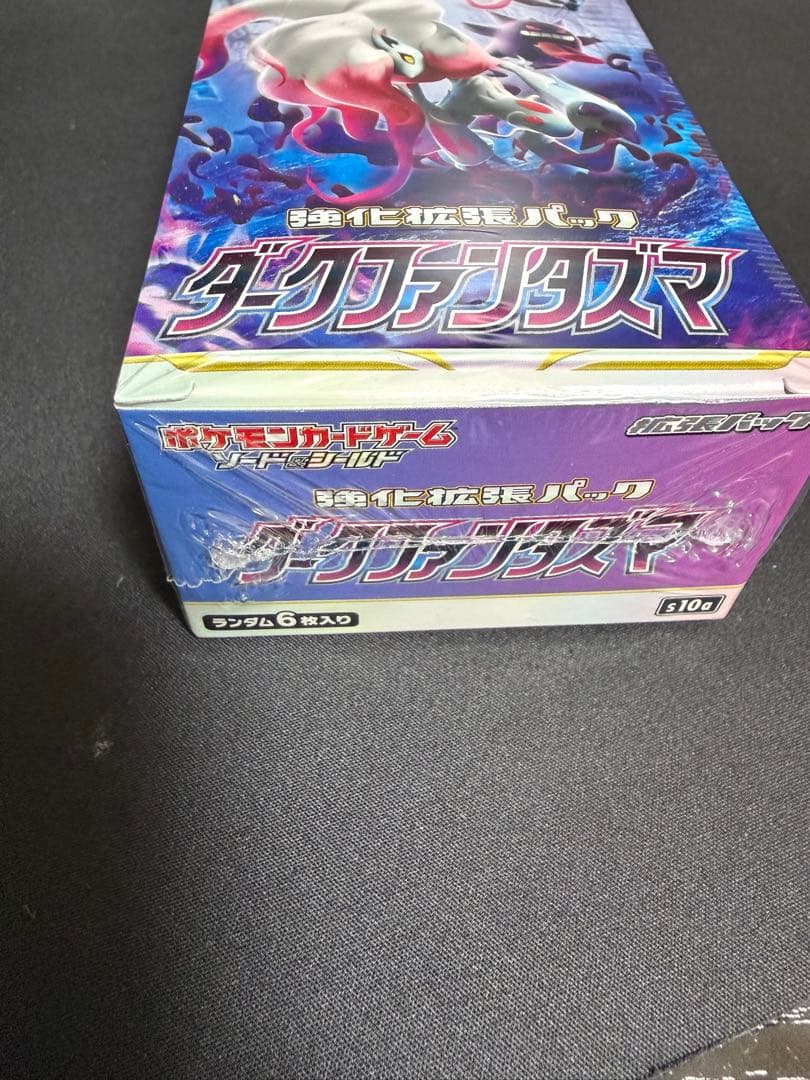 強化拡張パック
ダークファンタズマ
ポケモンカードゲーム
ソード&シールド
拡張パック
強化拡張パック
ダークファンタズマ
ランダム6枚入り
s10a